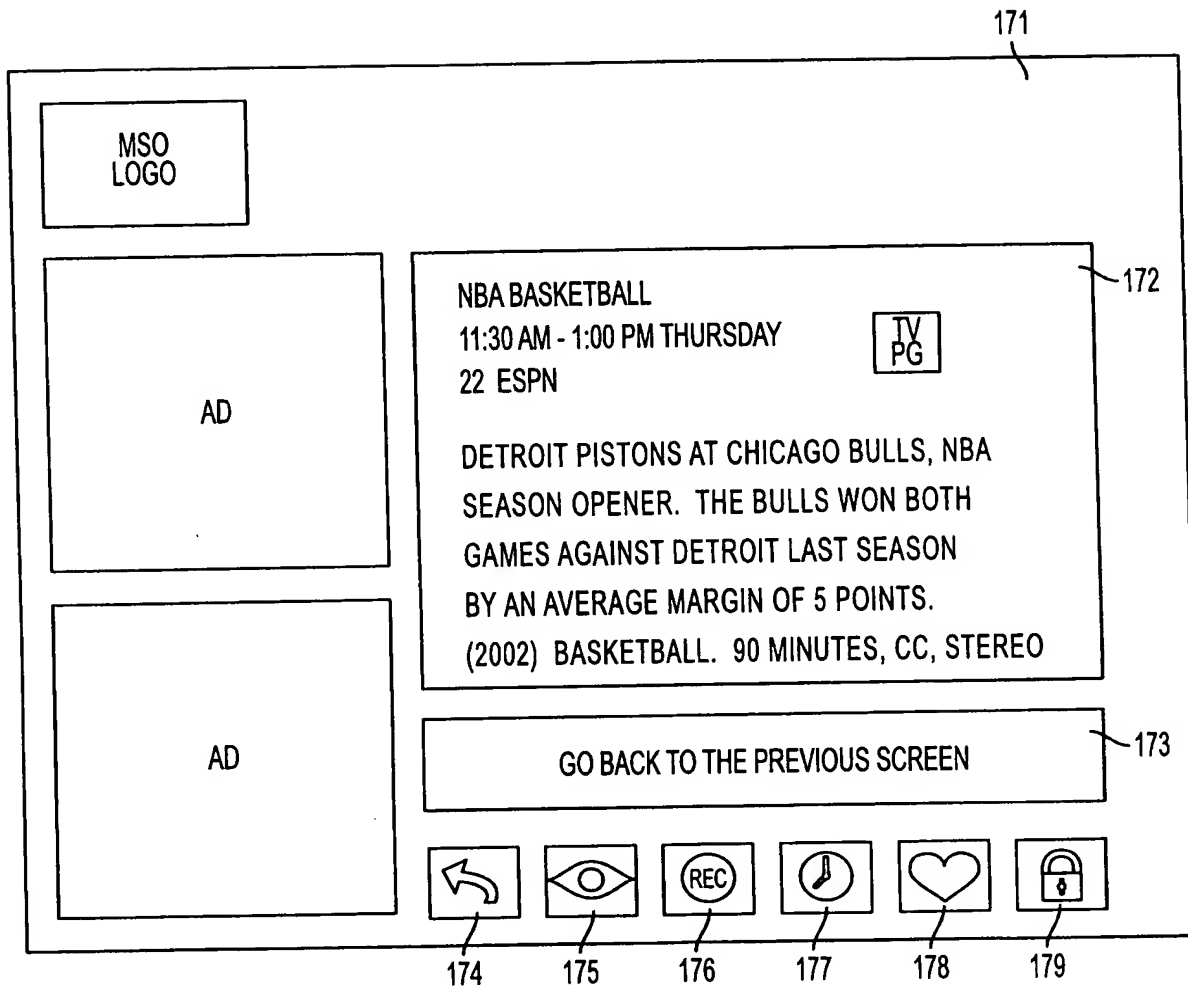 171
MSO
LOGO
AD
NBA BASKETBALL
11:30 AM - 1:00 PM THURSDAY
22 ESPN
TV
PG
172
DETROIT PISTONS AT CHICAGO BULLS, NBA
SEASON OPENER. THE BULLS WON BOTH
GAMES AGAINST DETROIT LAST SEASON
BY AN AVERAGE MARGIN OF 5 POINTS.
(2002) BASKETBALL. 90 MINUTES, CC, STEREO
AD
GO BACK TO THE PREVIOUS SCREEN
173
REC
174
175
176
177
178
179